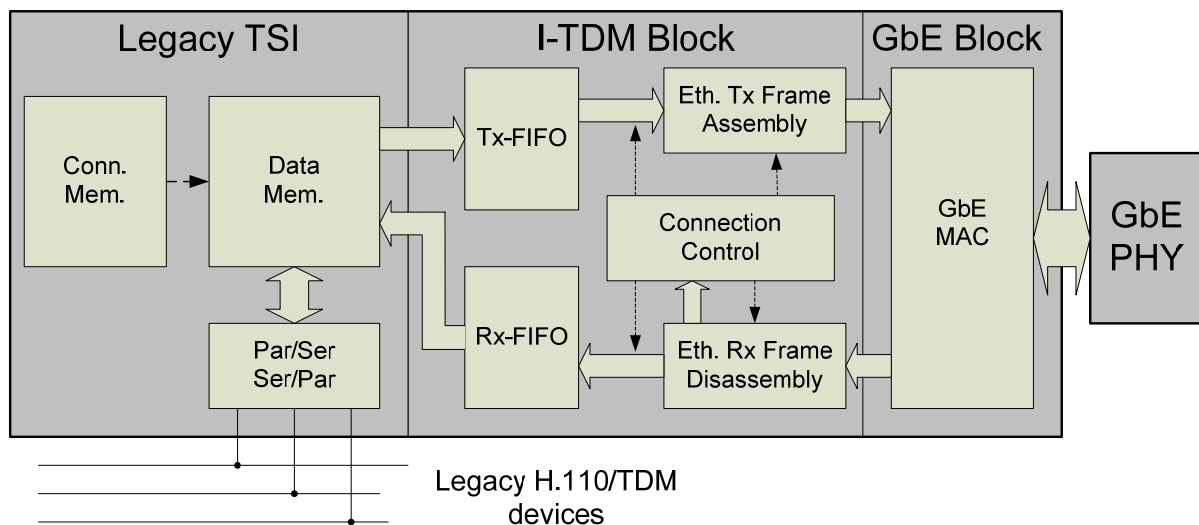 Legacy TSI
I-TDM Block
GbE Block
Conn.
Mem.
Data
Mem.
Par/Ser
Ser/Par
Tx-FIFO
Rx-FIFO
Eth. Tx Frame
Assembly
Connection
Control
Eth. Rx Frame
Disassembly
GbE
MAC
GbE
PHY
Legacy H.110/TDM
devices